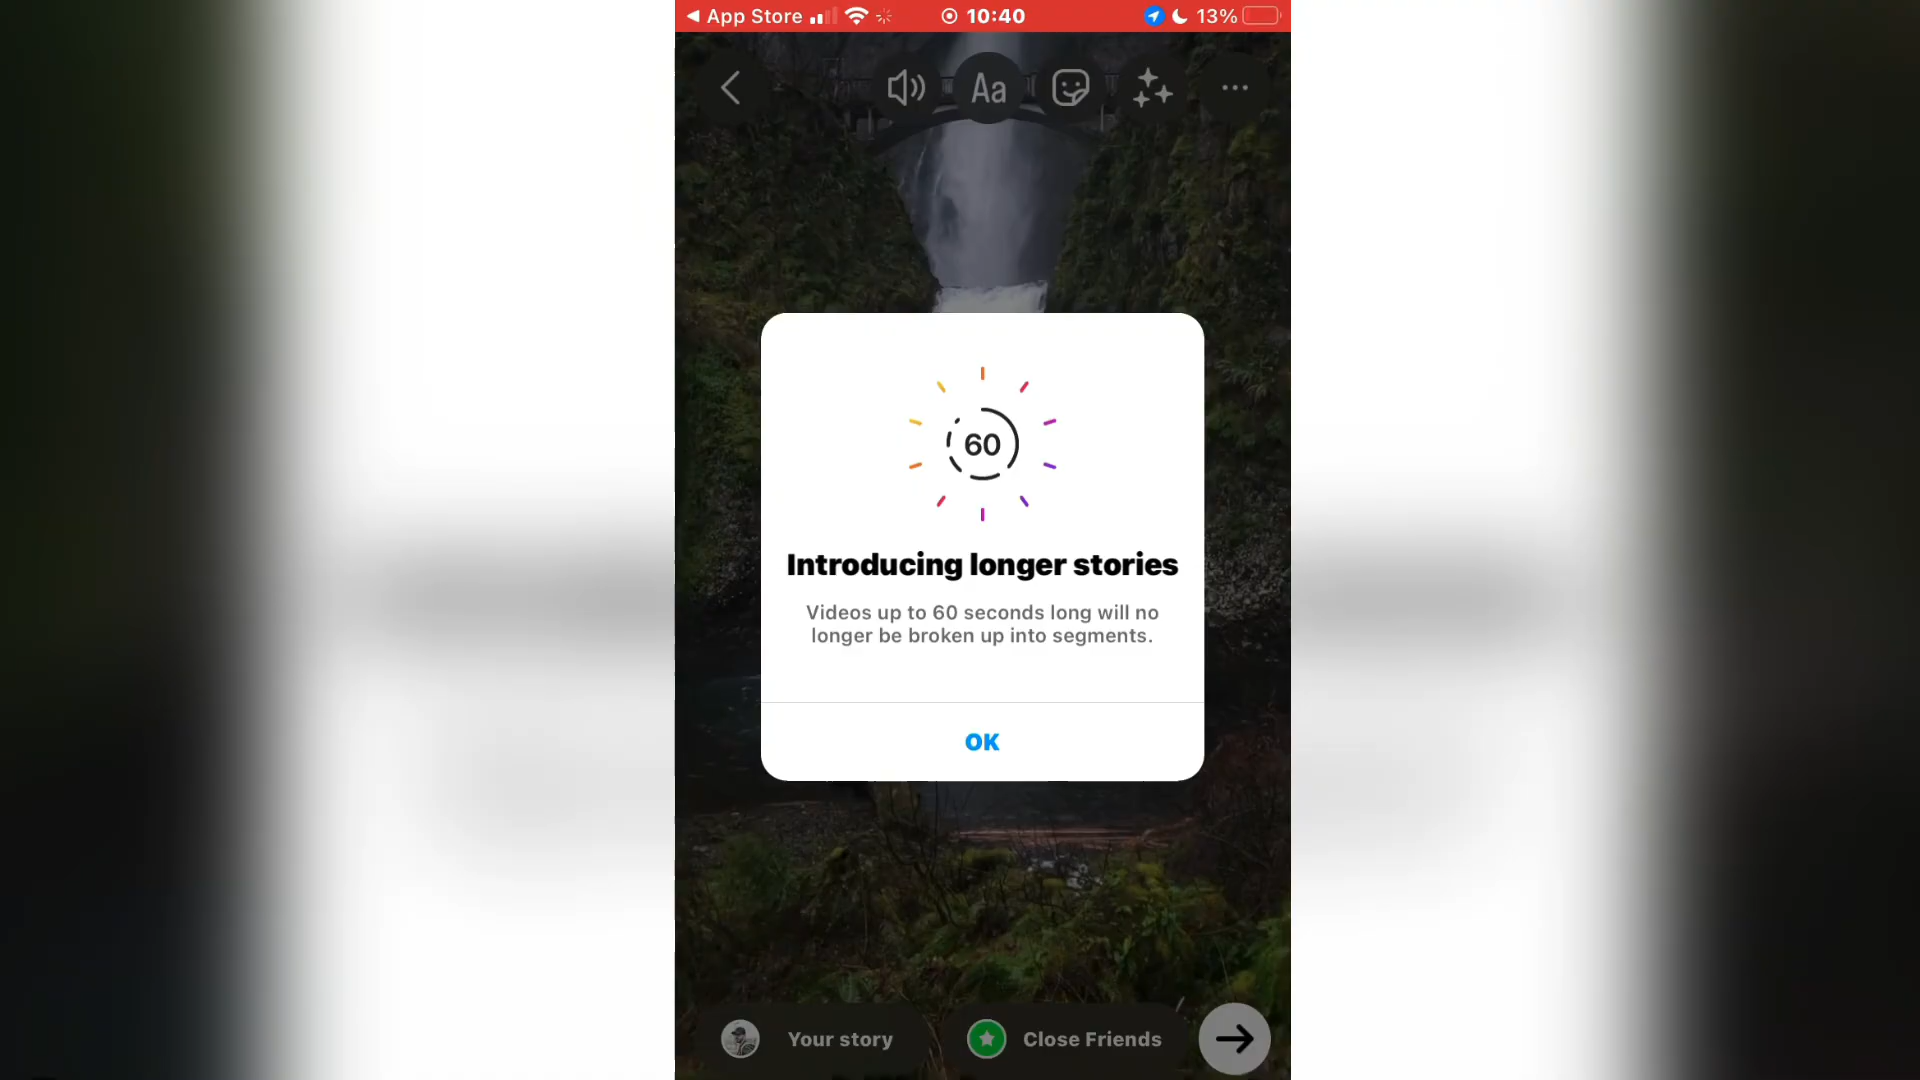 App Store
10:40
13%
Aa
60
Introducing longer stories
Videos up to 60 seconds long will no
longer be broken up into segments.
OK
Your story
Close Friends